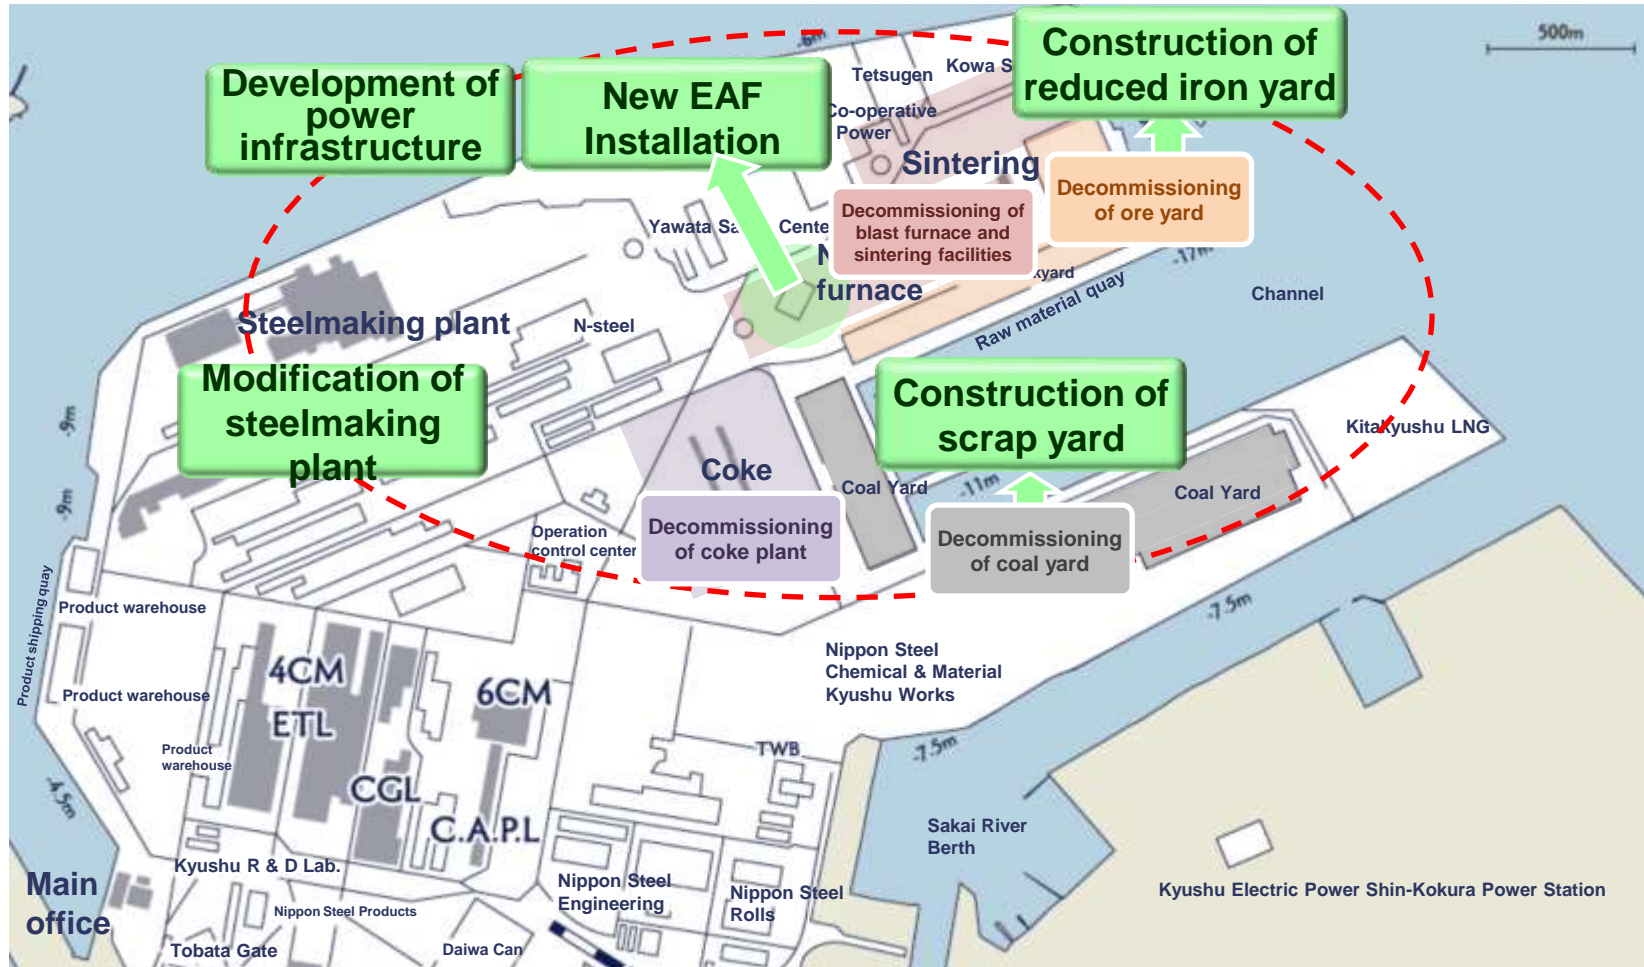 500m
-6m
Construction of
reduced iron yard
Development of
power
infrastructure
New EAF
Installation
Tetsugen
Kowa S
Co-operative
Power
Sintering
Decommissioning
of ore yard
Decommissioning of
blast furnace and
sintering facilities
Yawata Sa
Cente
N
furnace
kyard
-17m
Raw material quay
Channel
Steelmaking plant
N-steel
Modification of
steelmaking
plant
Construction of
scrap yard
-9m
-9m
Kitakyushu LNG
Coke
Coal Yard
-11m
Coal Yard
Decommissioning
of coke plant
Operation
control center
Decommissioning
of coal yard
Product shipping quay
Product warehouse
-7.5m
Nippon Steel
Chemical & Material
Kyushu Works
4CM
6CM
Product warehouse
ETL
Product
warehouse
TWB
-7.5m
-4.5m
CGL
C.A.P.L
Sakai River
Berth
Kyushu R & D Lab.
Main
office
Nippon Steel
Engineering
Nippon Steel
Rolls
Kyushu Electric Power Shin-Kokura Power Station
Nippon Steel Products
Tobata Gate
Daiwa Can